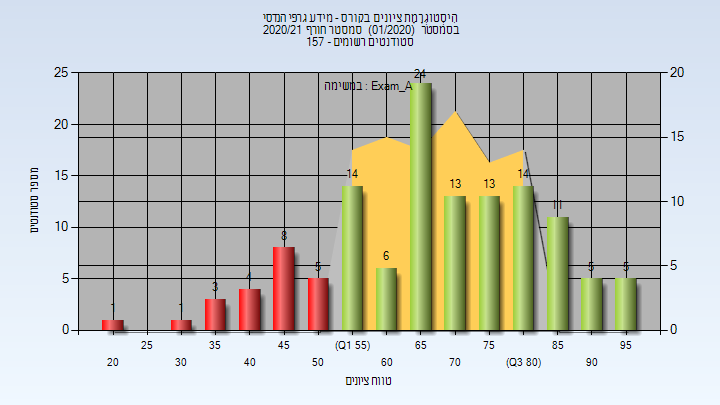 היסטוגרמת ציונים בקורס - מידע גרפי הנדסי
בסמסטר (01/2020) סמסטר חורף 2020/21
סטודנטים רשומים - 157
במשימה : Exam_A
25 20 15 10 5 0
מספר סטודנטים
20 15 10 5 0
1 1 3 4 8 5 14 6 24 13 13 14 11 5 5
25 35 45 (Q1 55) 65 75 85 95
20 30 40 50 60 70 (Q3 80) 90
טווח ציונים